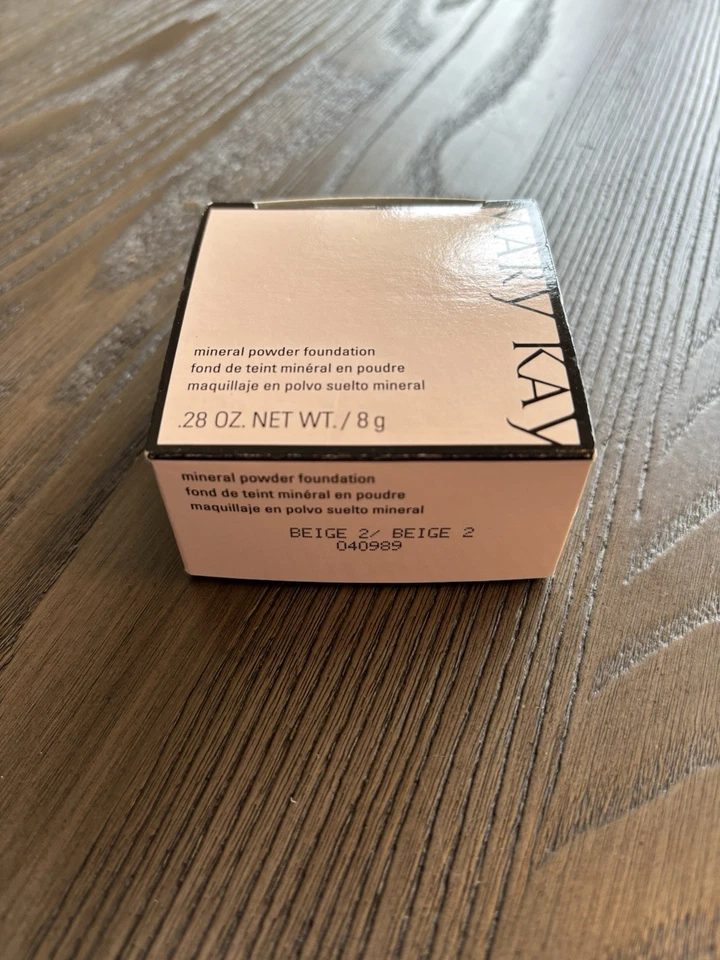 MARY KAY
mineral powder foundation
fond de teint minéral en poudre
maquillaje en polvo suelto mineral
.28 OZ. NET WT. / 8 g
mineral powder foundation
fond de teint minéral en poudre
maquillaje en polvo suelto mineral
BEIGE 2/ BEIGE 2
040989